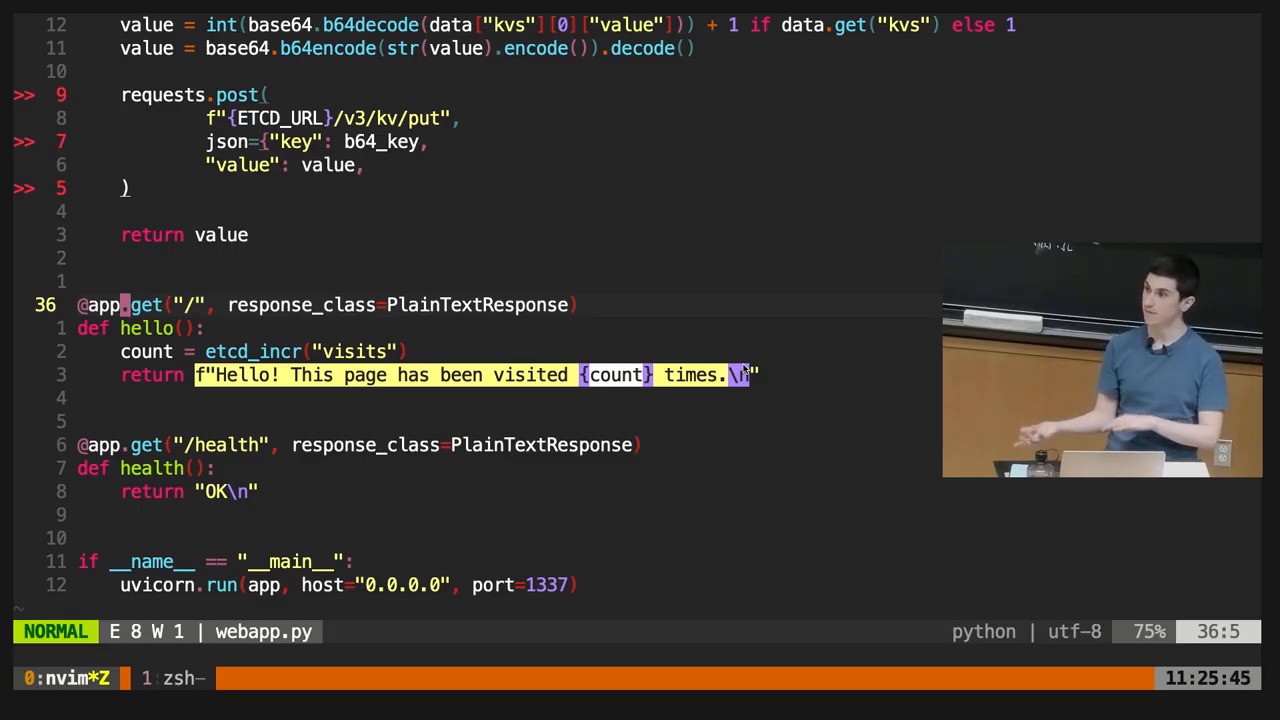 12 value = int(base64.b64decode(data["kvs"][0]["value"])) + 1 if data.get("kvs") else 1
11 value = base64.b64encode(str(value).encode()).decode()
10
>> 9 requests.post(
8 f"{ETCD_URL}/v3/kv/put",
>> 7 json={"key": b64_key,
6 "value": value,
>> 5 )
4
3 return value
2
1
36 @app.get("/", response_class=PlainTextResponse)
1 def hello():
2 count = etcd_incr("visits")
3 return f"Hello! This page has been visited {count} times.\n"
4
5
6 @app.get("/health", response_class=PlainTextResponse)
7 def health():
8 return "OK\n"
9
10
11 if __name__ == "__main__":
12 uvicorn.run(app, host="0.0.0.0", port=1337)
~
NORMAL E 8 W 1 | webapp.py python | utf-8 75% 36:5
0:nvim*Z 1:zsh- 11:25:45